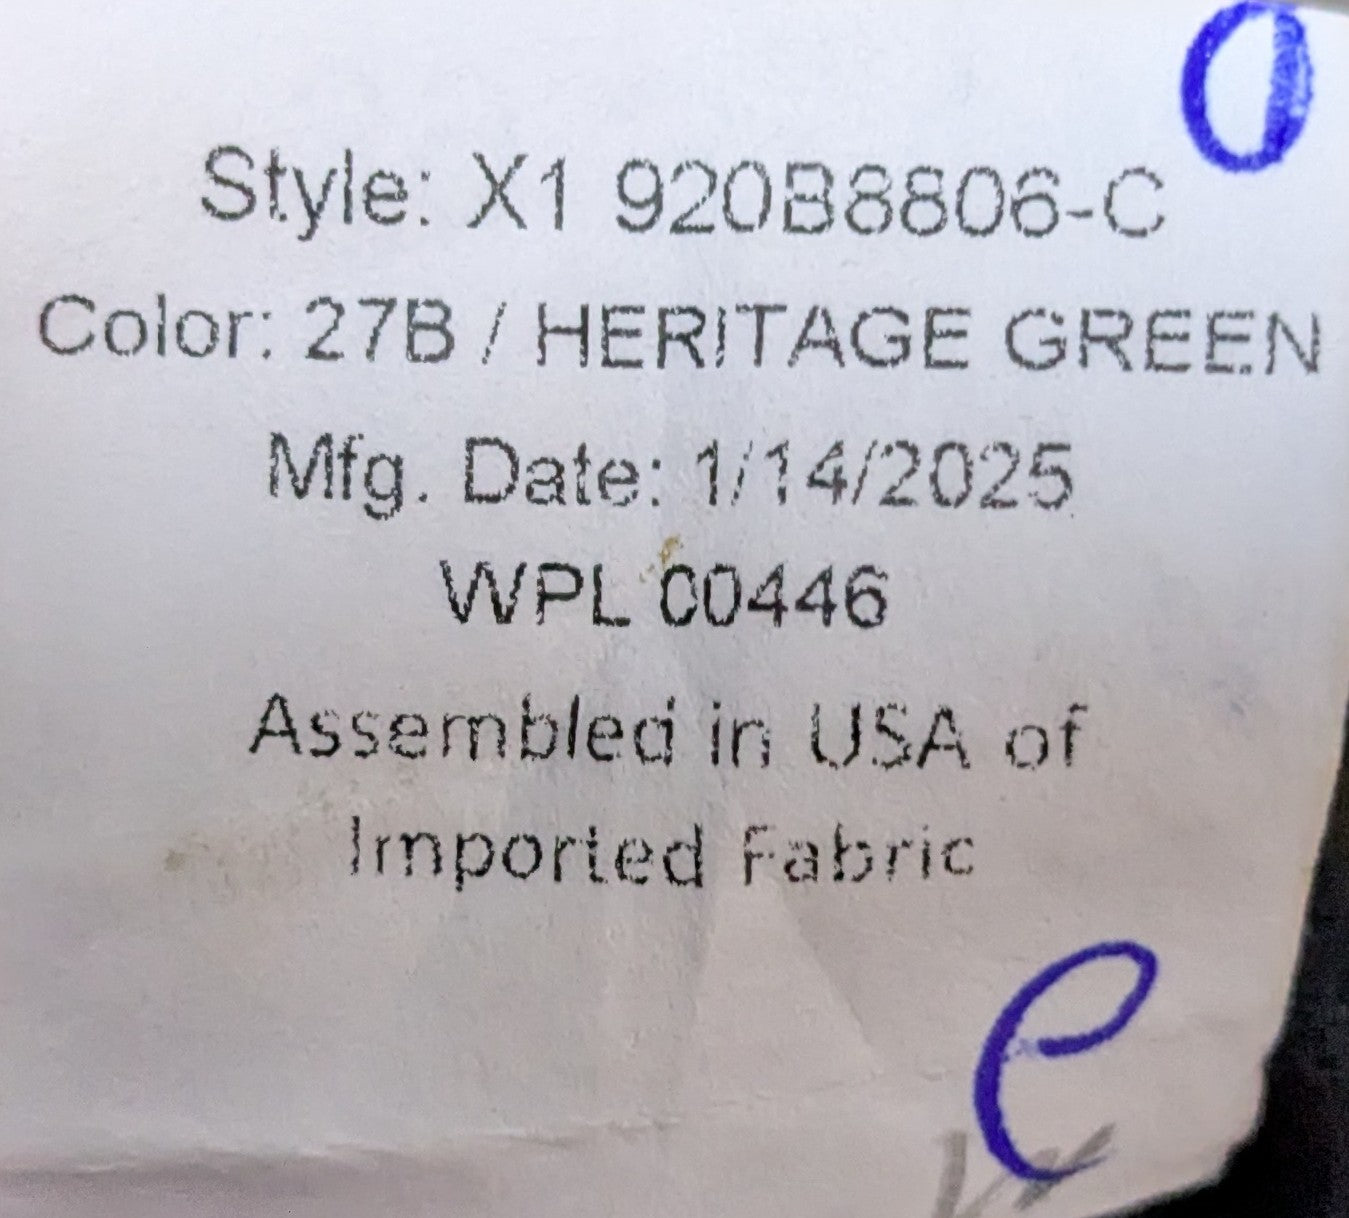 Style: X1 920B8806-C
Color: 27B / HERITAGE GREEN
Mfg. Date: 1/14/2025
WPL 00446
Assembled in USA of
Imported Fabric
e